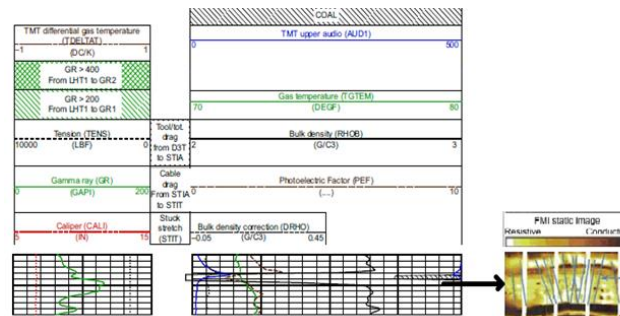 COAL
TMT differential gas temperature
(TDELTAT)
−1 (DC/K) 1
GR > 400
From LHT1 to GR2
GR > 200
From LHT1 to GR1
Tension (TENS)
10000 (LBF) 0
Gamma ray (GR)
0 (GAPI) 200
Caliper (CALI)
5 (IN) 15
Tool/tot.
drag
from D3T
to STIA
Cable
drag
From STIA
to STIT
Stuck
stretch
(STIT)
TMT upper audio (AUD1)
0 500
Gas temperature (TGTEM)
70 (DEGF) 80
Bulk density (RHOB)
2 (G/C3) 3
Photoelectric Factor (PEF)
0 (....) 10
Bulk density correction (DRHO)
−0.05 (G/C3) 0.45
FMI static image
Resistive Conduct